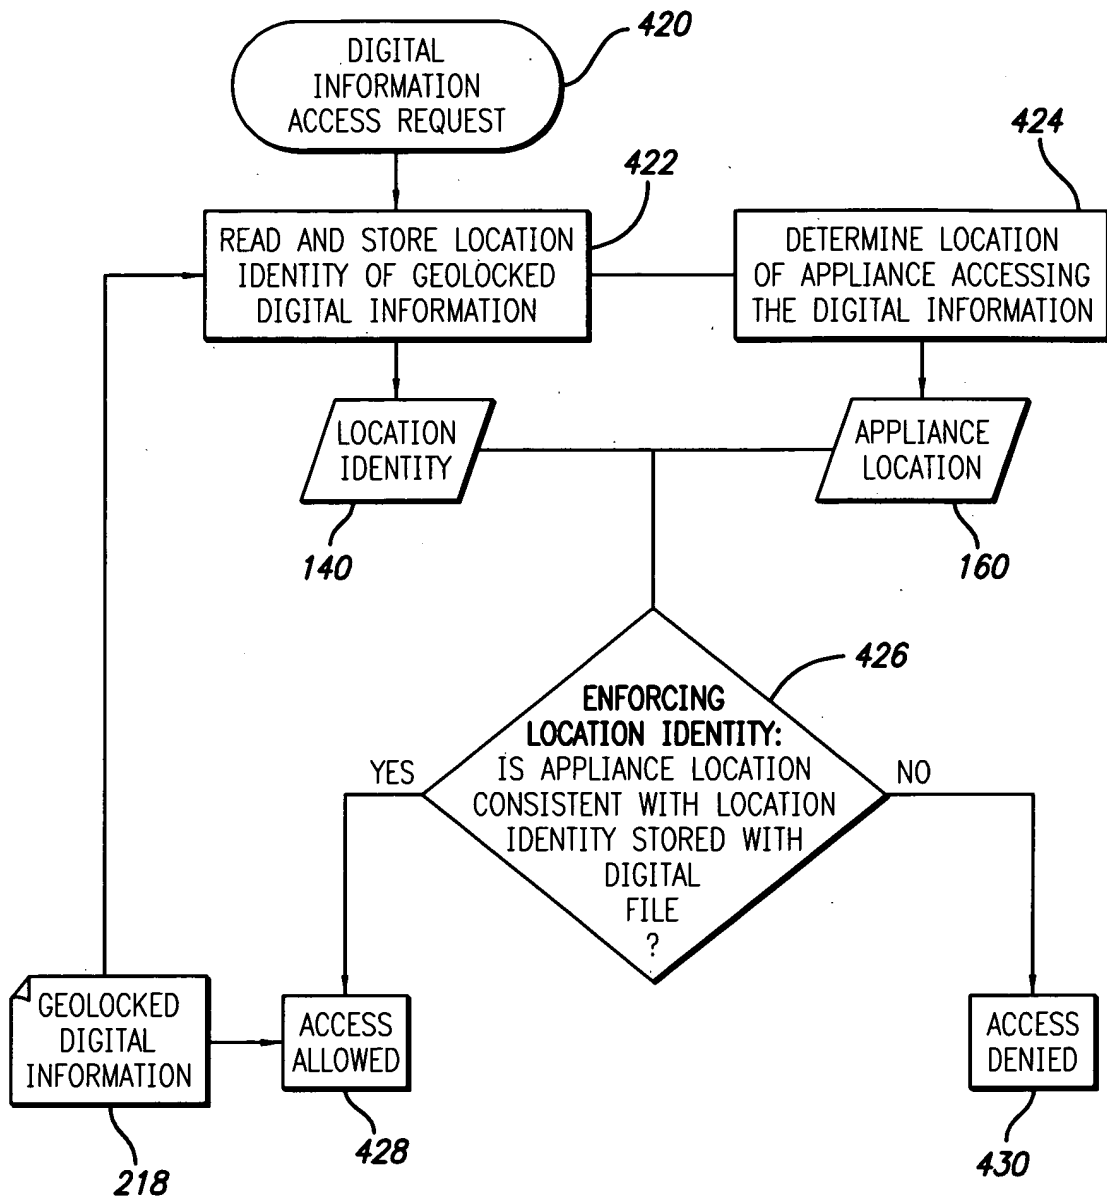 DIGITAL
INFORMATION
ACCESS REQUEST
420
422
READ AND STORE LOCATION
IDENTITY OF GEOLOCKED
DIGITAL INFORMATION
424
DETERMINE LOCATION
OF APPLIANCE ACCESSING
THE DIGITAL INFORMATION
LOCATION
IDENTITY
140
APPLIANCE
LOCATION
160
426
ENFORCING
LOCATION IDENTITY:
IS APPLIANCE LOCATION
CONSISTENT WITH LOCATION
IDENTITY STORED WITH
DIGITAL
FILE
?
YES
NO
GEOLOCKED
DIGITAL
INFORMATION
218
ACCESS
ALLOWED
428
ACCESS
DENIED
430